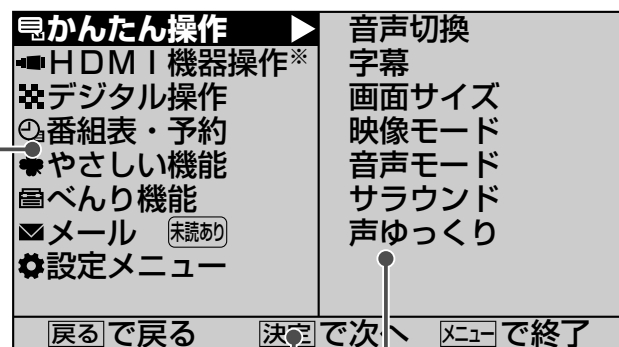 かんたん操作 ▶
HDMI機器操作※
デジタル操作
番組表・予約
やさしい機能
べんり機能
メール 未読あり
設定メニュー
音声切換
字幕
画面サイズ
映像モード
音声モード
サラウンド
声ゆっくり
戻る で戻る 決定 で次へ メニュー で終了